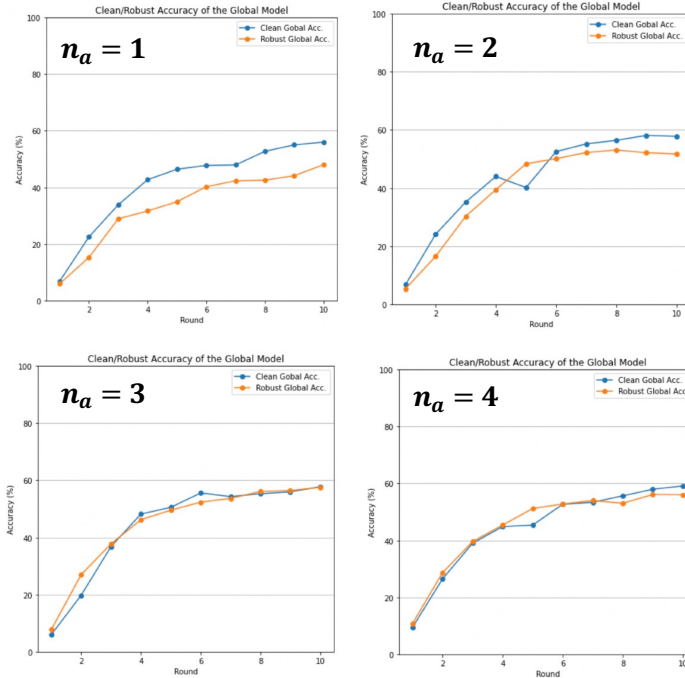 Clean/Robust Accuracy of the Global Model
n_a = 1
Clean Gobal Acc.
Robust Global Acc.
100
80
60
40
20
0
Accuracy (%)
2 4 6 8 10
Round
Clean/Robust Accuracy of the Global Model
n_a = 2
Clean Gobal Acc.
Robust Global Acc.
100
80
60
40
20
0
Accuracy (%)
2 4 6 8 10
Round
Clean/Robust Accuracy of the Global Model
n_a = 3
Clean Gobal Acc.
Robust Global Acc.
100
80
60
40
20
0
Accuracy (%)
2 4 6 8 10
Round
Clean/Robust Accuracy of the Global Model
n_a = 4
Clean Gobal Acc.
Robust Global Acc.
100
80
60
40
20
0
Accuracy (%)
2 4 6 8 10
Round